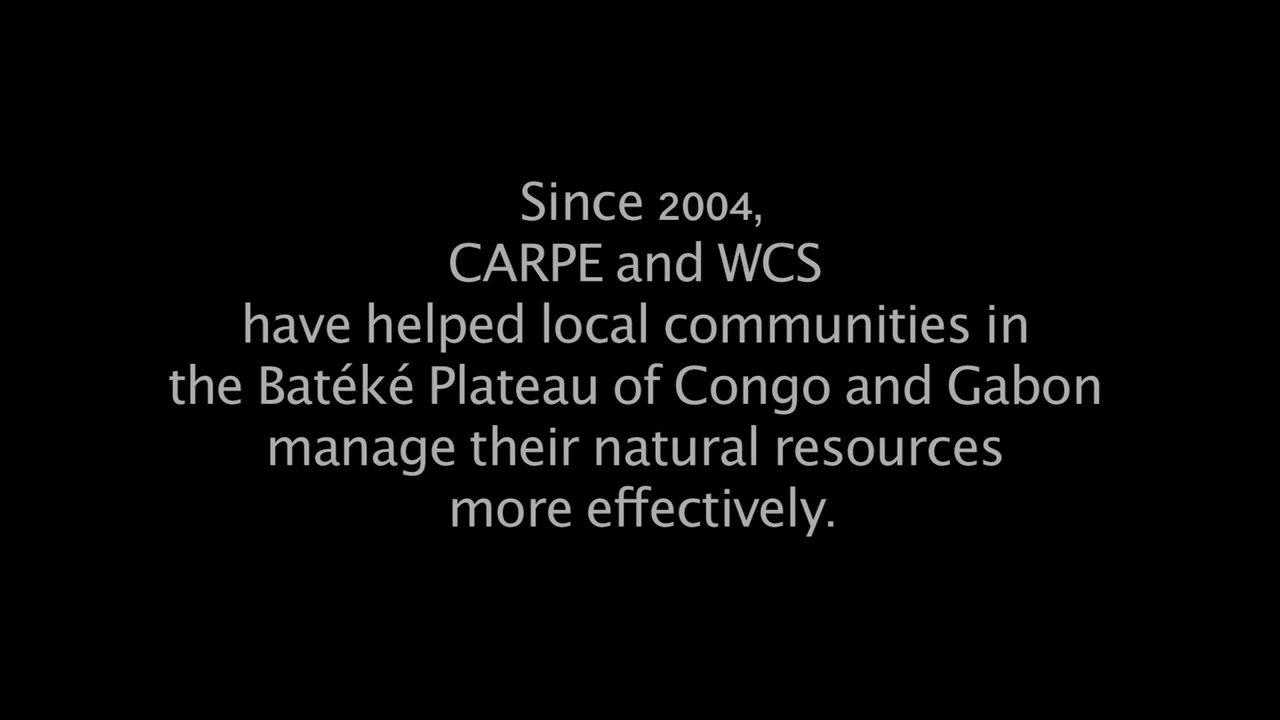 Since 2004,
CARPE and WCS
have helped local communities in
the Batéké Plateau of Congo and Gabon
manage their natural resources
more effectively.